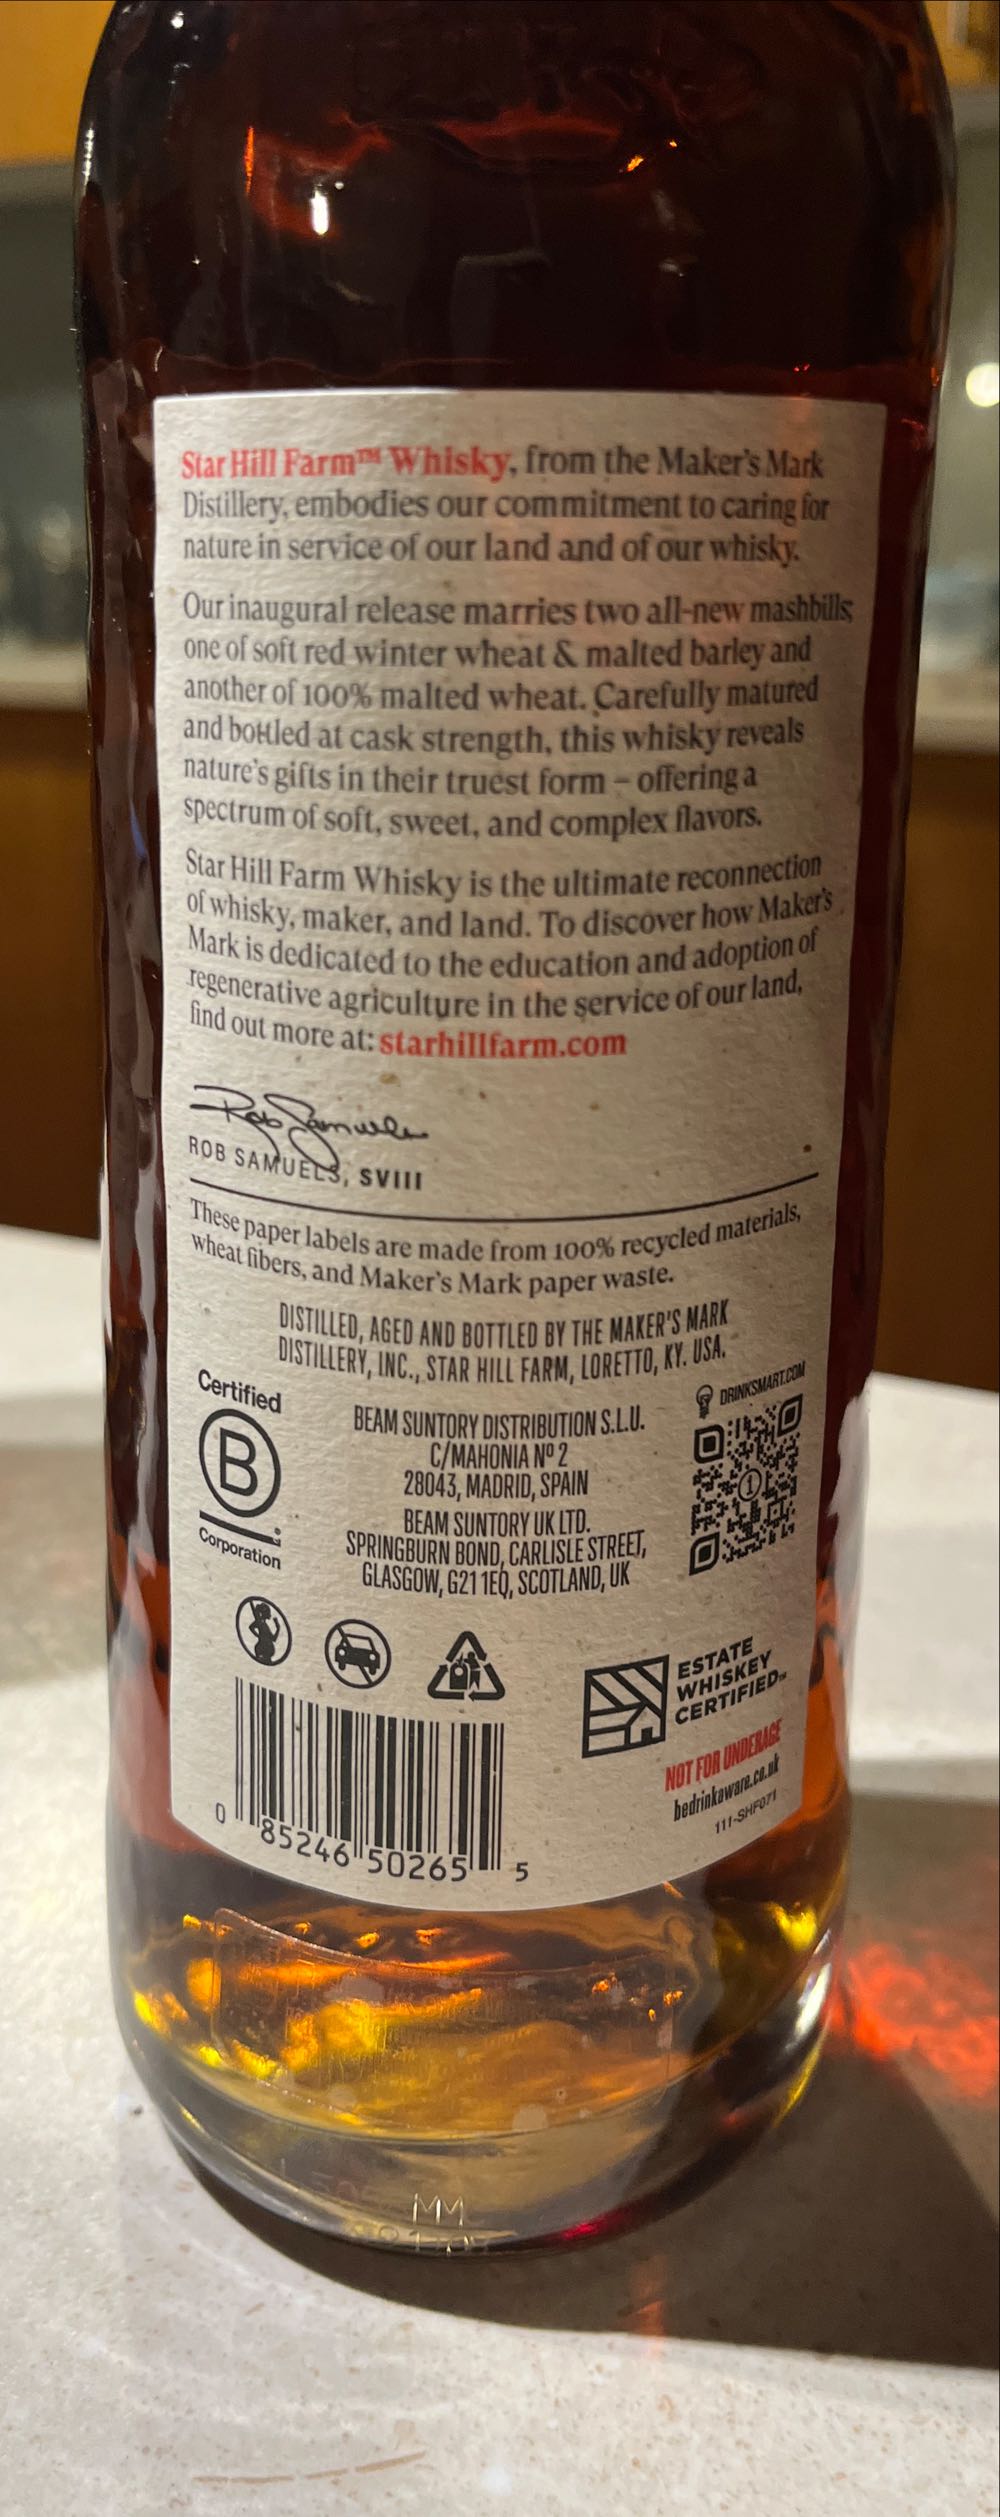 Star Hill Farm™ Whisky, from the Maker's Mark
Distillery, embodies our commitment to caring for
nature in service of our land and of our whisky.
Our inaugural release marries two all-new mashbills;
one of soft red winter wheat & malted barley and
another of 100% malted wheat. Carefully matured
and bottled at cask strength, this whisky reveals
nature's gifts in their truest form – offering a
spectrum of soft, sweet, and complex flavors.
Star Hill Farm Whisky is the ultimate reconnection
of whisky, maker, and land. To discover how Maker's
Mark is dedicated to the education and adoption of
regenerative agriculture in the service of our land,
find out more at: starhillfarm.com
Rob Samuels
ROB SAMUELS, SVIII
These paper labels are made from 100% recycled materials,
wheat fibers, and Maker's Mark paper waste.
DISTILLED, AGED AND BOTTLED BY THE MAKER'S MARK
DISTILLERY, INC., STAR HILL FARM, LORETTO, KY. USA.
Certified
B
Corporation
BEAM SUNTORY DISTRIBUTION S.L.U.
C/MAHONIA Nº 2
28043, MADRID, SPAIN
BEAM SUNTORY UK LTD.
SPRINGBURN BOND, CARLISLE STREET,
GLASGOW, G21 1EQ, SCOTLAND, UK
DRINKSMART.COM
1
ESTATE
WHISKEY
CERTIFIED™
NOT FOR UNDERAGE
bedrinkaware.co.uk
111-SHF071
0 85246 50265 5
MM